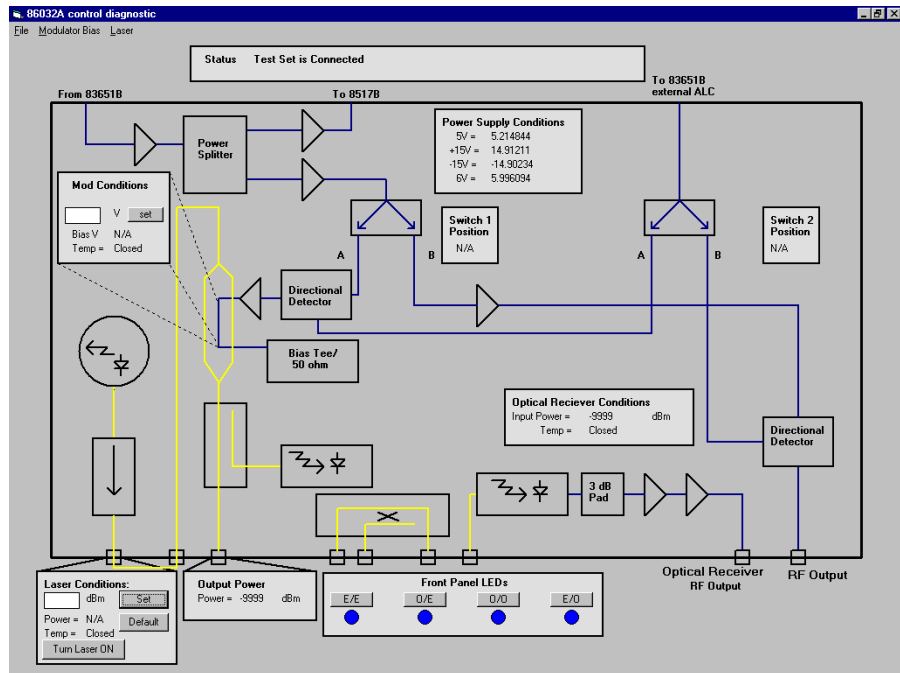 86032A control diagnostic
File Modulator Bias Laser
Status Test Set is Connected
From 83651B
To 8517B
To 83651B
external ALC
Power
Splitter
Power Supply Conditions
5V = 5.214844
+15V = 14.91211
-15V = -14.90234
6V = 5.996094
Mod Conditions
V set
Bias V N/A
Temp = Closed
Switch 1
Position
N/A
Switch 2
Position
N/A
A B
A B
Directional
Detector
Bias Tee/
50 ohm
Optical Reciever Conditions
Input Power = -9999 dBm
Temp = Closed
Directional
Detector
3 dB
Pad
Optical Receiver
RF Output
RF Output
Laser Conditions:
dBm Set
Power = N/A
Default
Temp = Closed
Turn Laser ON
Output Power
Power = -9999 dBm
Front Panel LEDs
E/E O/E O/O E/O